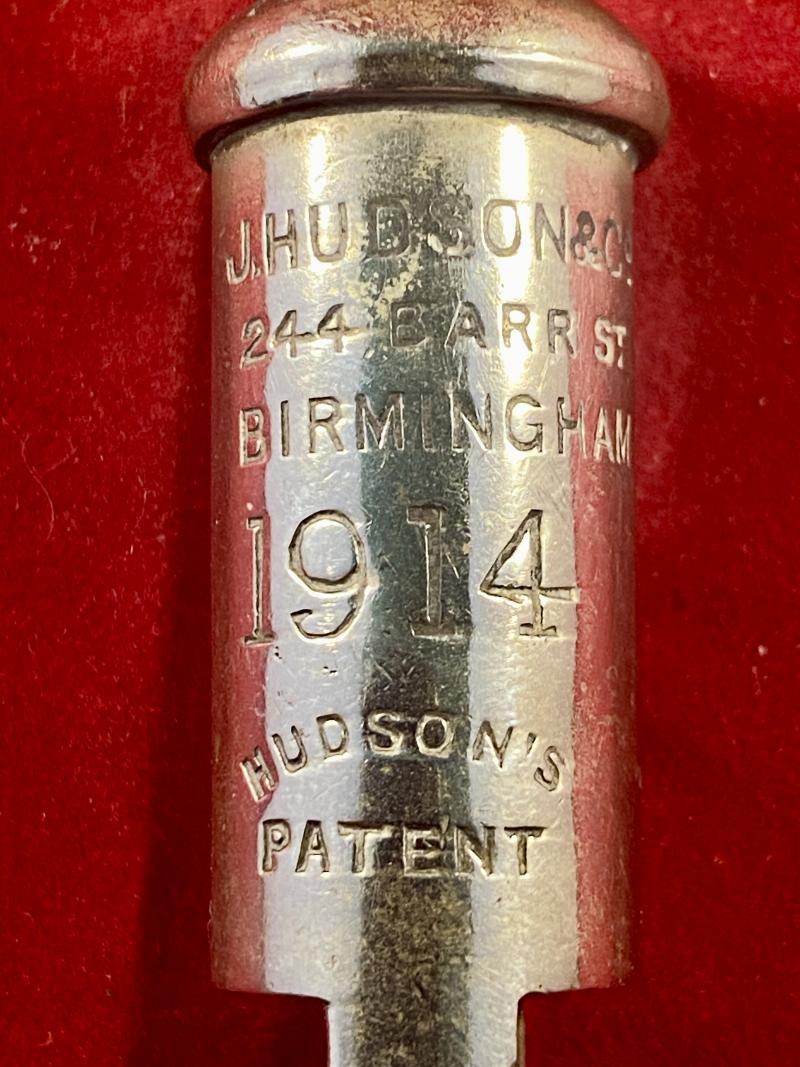 J. HUDSON & Co
244 BARR ST
BIRMINGHAM
1914
HUDSON'S
PATENT